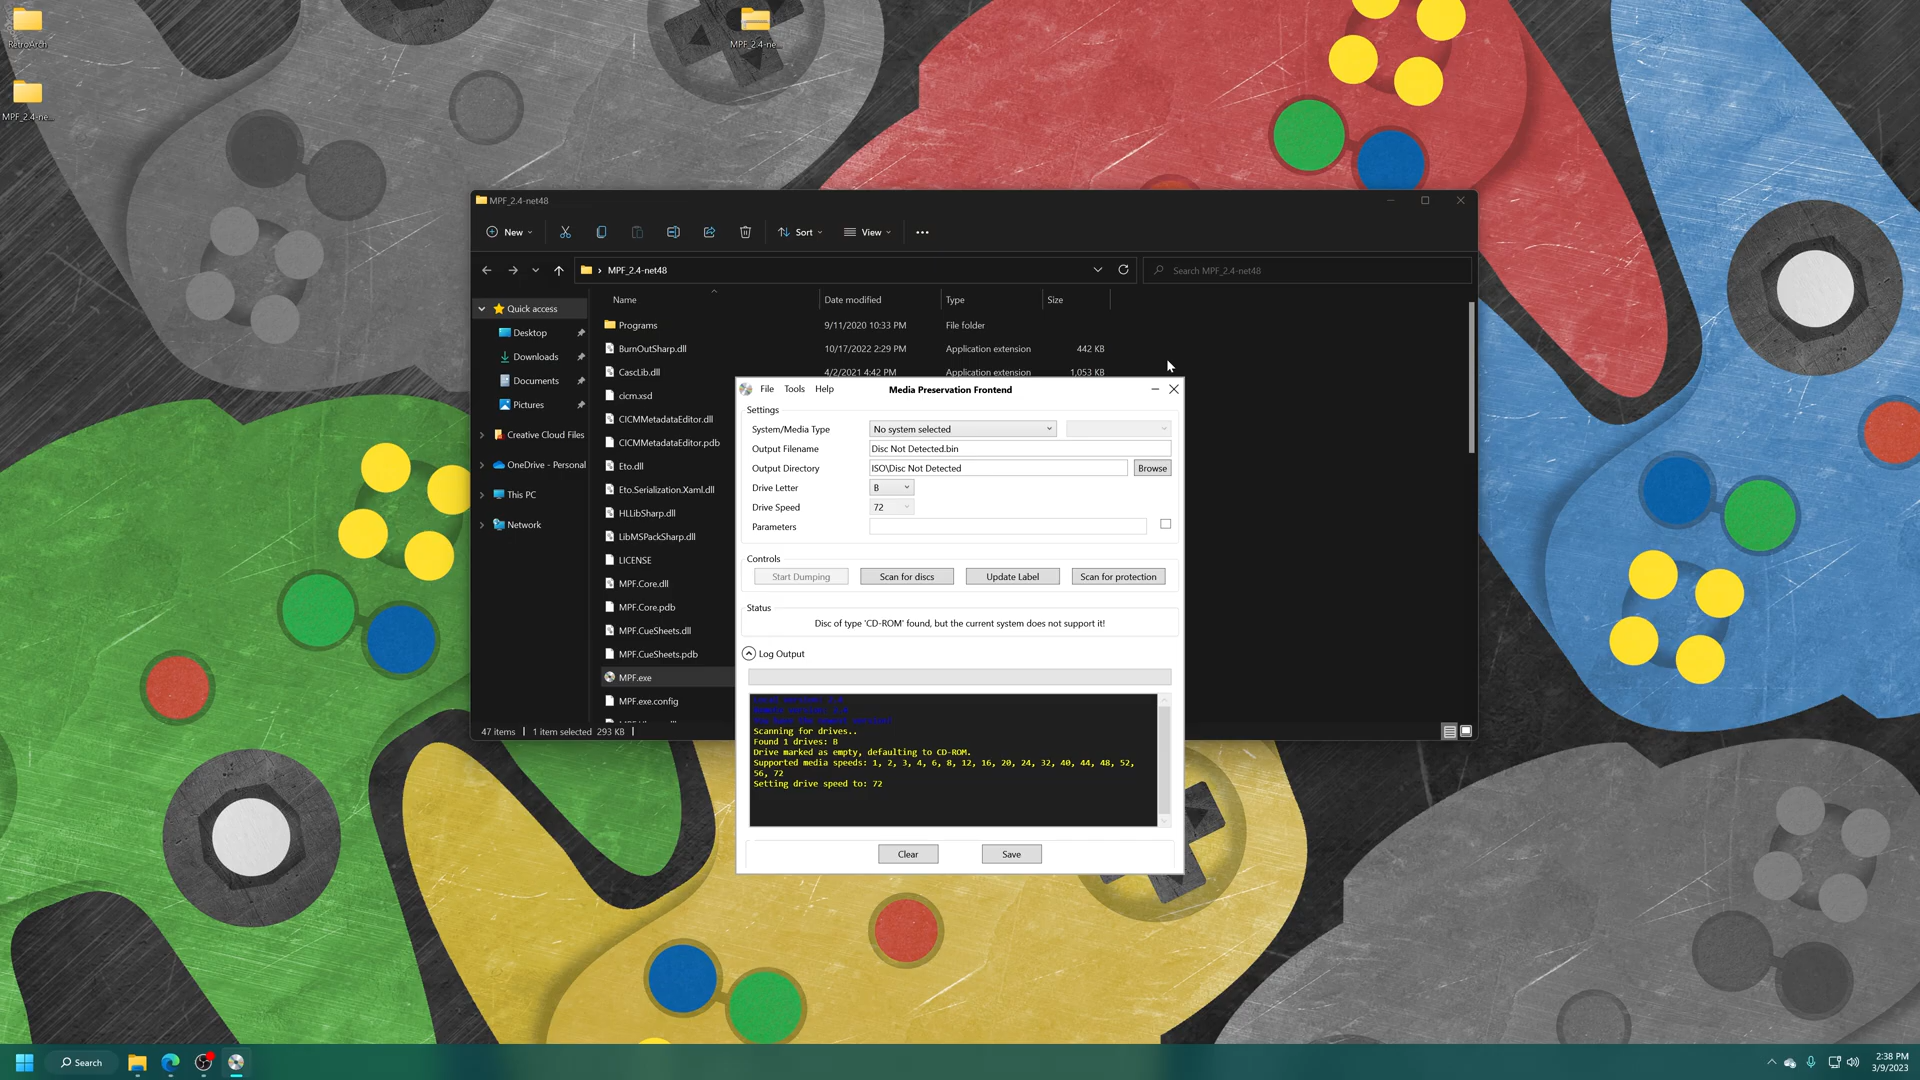 RetroArch
MPF_2.4-ne...
MPF_2.4-ne...
MPF_2.4-net48
New
Sort
View
MPF_2.4-net48
Search MPF_2.4-net48
Name
Date modified
Type
Size
Quick access
Desktop
Downloads
Documents
Pictures
Creative Cloud Files
OneDrive - Personal
This PC
Network
Programs
9/11/2020 10:33 PM
File folder
BurnOutSharp.dll
10/17/2022 2:29 PM
Application extension
442 KB
CascLib.dll
4/2/2021 4:42 PM
Application extension
1,053 KB
cicm.xsd
CICMMetadataEditor.dll
CICMMetadataEditor.pdb
Eto.dll
Eto.Serialization.Xaml.dll
HLLibSharp.dll
LibMSPackSharp.dll
LICENSE
MPF.Core.dll
MPF.Core.pdb
MPF.CueSheets.dll
MPF.CueSheets.pdb
MPF.exe
MPF.exe.config
47 items
1 item selected 293 KB
File
Tools
Help
Media Preservation Frontend
Settings
System/Media Type
No system selected
Output Filename
Disc Not Detected.bin
Output Directory
ISO\Disc Not Detected
Browse
Drive Letter
B
Drive Speed
72
Parameters
Controls
Start Dumping
Scan for discs
Update Label
Scan for protection
Status
Disc of type 'CD-ROM' found, but the current system does not support it!
Log Output
Scanning for drives..
Found 1 drives: B
Drive marked as empty, defaulting to CD-ROM.
Supported media speeds: 1, 2, 3, 4, 6, 8, 12, 16, 20, 24, 32, 40, 44, 48, 52,
56, 72
Setting drive speed to: 72
Clear
Save
Search
2:38 PM
3/9/2023